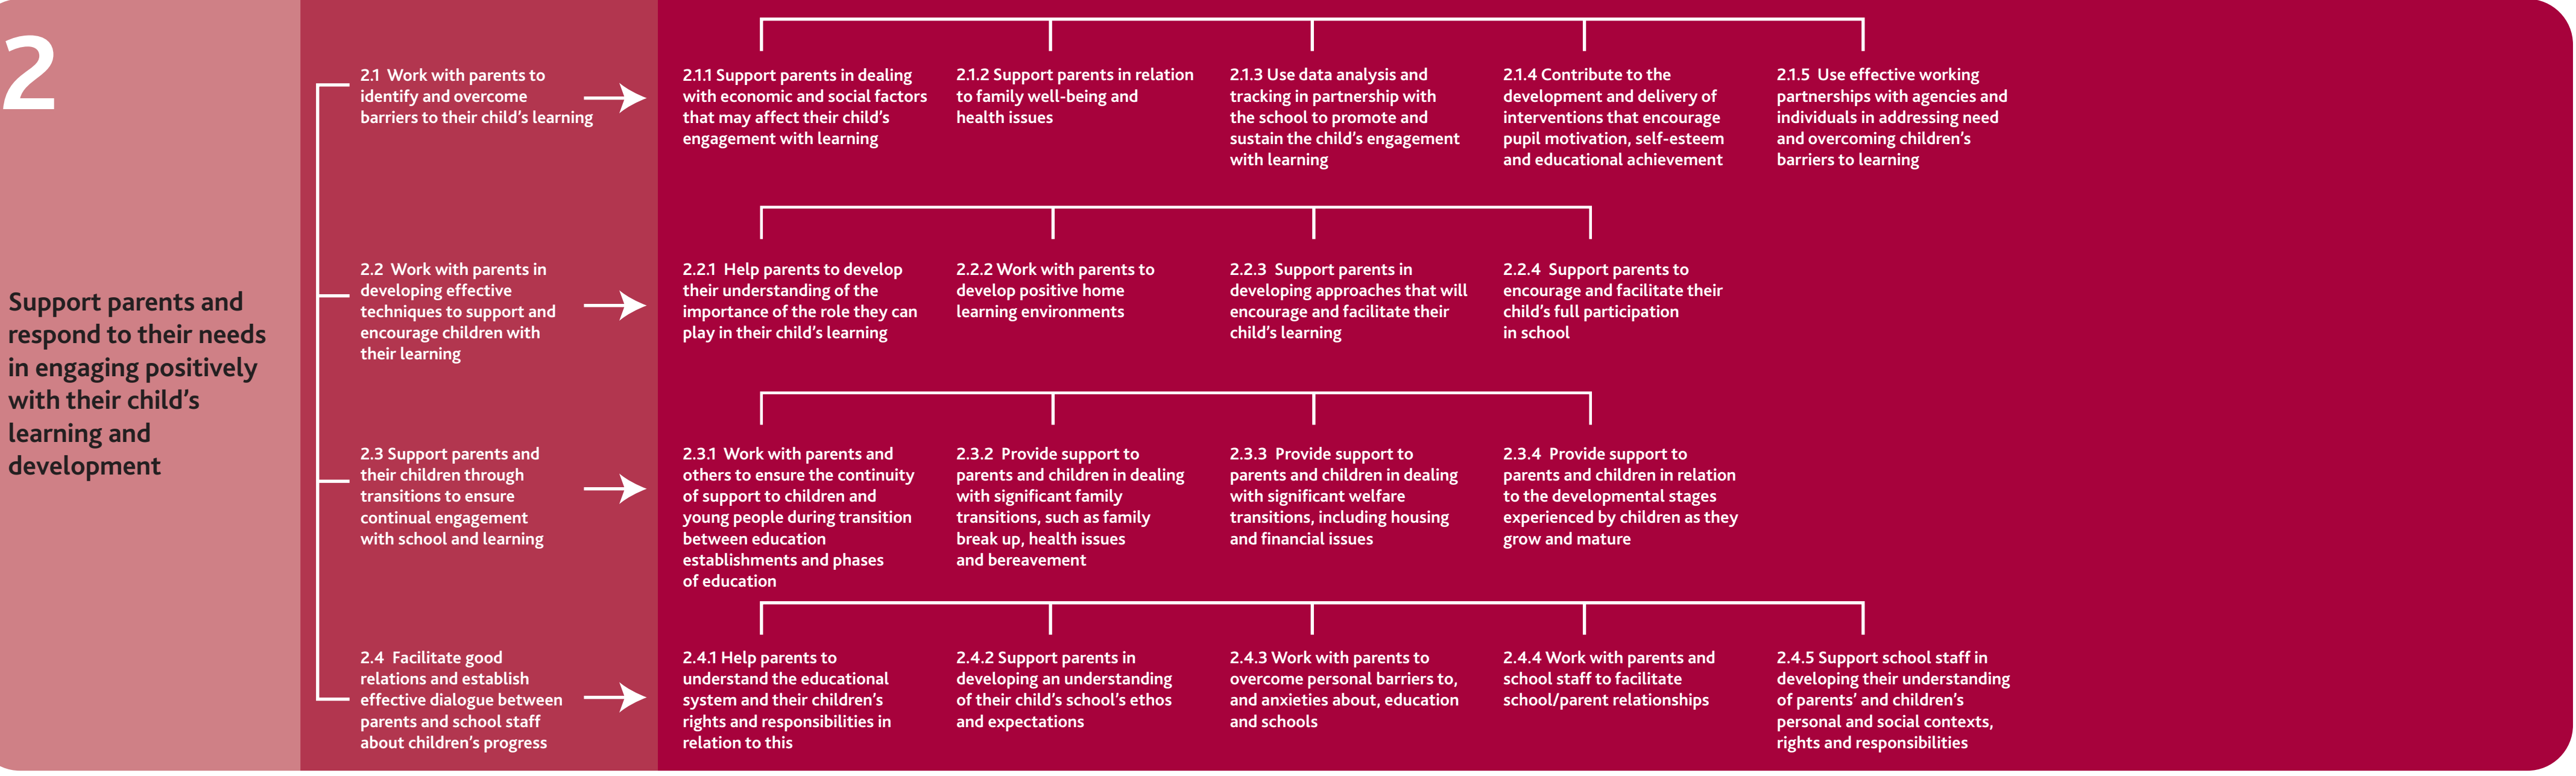 2
Support parents and
respond to their needs
in engaging positively
with their child’s
learning and
development
2.1 Work with parents to
identify and overcome
barriers to their child’s learning
2.1.1 Support parents in dealing
with economic and social factors
that may affect their child’s
engagement with learning
2.1.2 Support parents in relation
to family well-being and
health issues
2.1.3 Use data analysis and
tracking in partnership with
the school to promote and
sustain the child’s engagement
with learning
2.1.4 Contribute to the
development and delivery of
interventions that encourage
pupil motivation, self-esteem
and educational achievement
2.1.5 Use effective working
partnerships with agencies and
individuals in addressing need
and overcoming children’s
barriers to learning
2.2 Work with parents in
developing effective
techniques to support and
encourage children with
their learning
2.2.1 Help parents to develop
their understanding of the
importance of the role they can
play in their child’s learning
2.2.2 Work with parents to
develop positive home
learning environments
2.2.3 Support parents in
developing approaches that will
encourage and facilitate their
child’s learning
2.2.4 Support parents to
encourage and facilitate their
child’s full participation
in school
2.3 Support parents and
their children through
transitions to ensure
continual engagement
with school and learning
2.3.1 Work with parents and
others to ensure the continuity
of support to children and
young people during transition
between education
establishments and phases
of education
2.3.2 Provide support to
parents and children in dealing
with significant family
transitions, such as family
break up, health issues
and bereavement
2.3.3 Provide support to
parents and children in dealing
with significant welfare
transitions, including housing
and financial issues
2.3.4 Provide support to
parents and children in relation
to the developmental stages
experienced by children as they
grow and mature
2.4 Facilitate good
relations and establish
effective dialogue between
parents and school staff
about children’s progress
2.4.1 Help parents to
understand the educational
system and their children’s
rights and responsibilities in
relation to this
2.4.2 Support parents in
developing an understanding
of their child’s school’s ethos
and expectations
2.4.3 Work with parents to
overcome personal barriers to,
and anxieties about, education
and schools
2.4.4 Work with parents and
school staff to facilitate
school/parent relationships
2.4.5 Support school staff in
developing their understanding
of parents’ and children’s
personal and social contexts,
rights and responsibilities